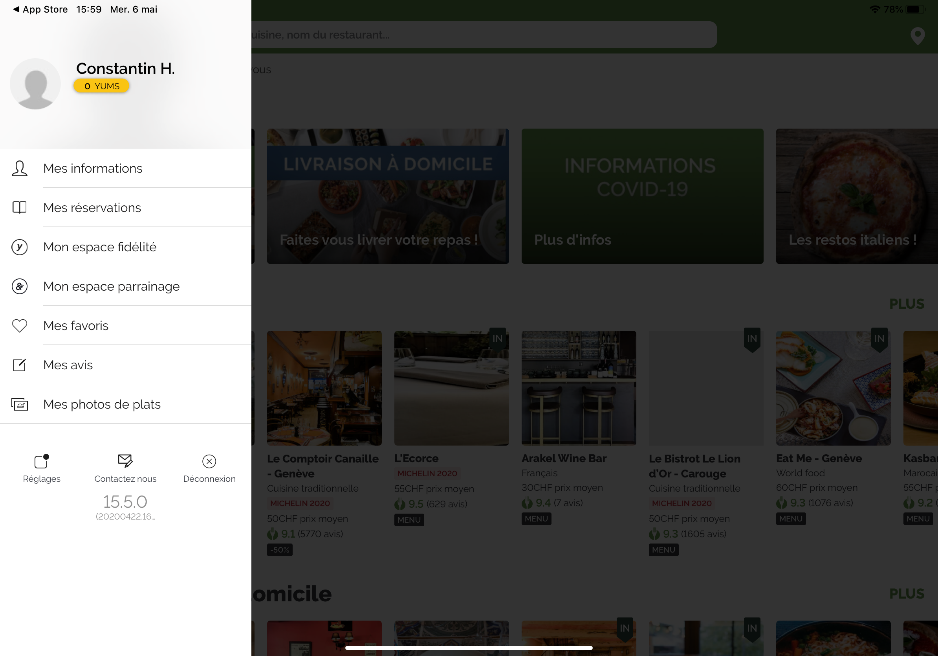 ◀ App Store 15:59 Mer. 6 mai
78%
uisine, nom du restaurant...
ous
Constantin H.
0 YUMS
Mes informations
Mes réservations
Mon espace fidélité
Mon espace parrainage
Mes favoris
Mes avis
Mes photos de plats
Réglages
Contactez nous
Déconnexion
15.5.0
(20200422.16...
LIVRAISON À DOMICILE
Faites vous livrer votre repas !
INFORMATIONS
COVID-19
Plus d'infos
Les restos italiens !
PLUS
Le Comptoir Canaille
- Genève
Cuisine traditionnelle
MICHELIN 2020
50CHF prix moyen
9.1 (5770 avis)
-50%
IN
L'Ecorce
MICHELIN 2020
55CHF prix moyen
9.5 (629 avis)
MENU
Arakel Wine Bar
Français
30CHF prix moyen
9.4 (7 avis)
MENU
IN
Le Bistrot Le Lion
d'Or - Carouge
Cuisine traditionnelle
MICHELIN 2020
50CHF prix moyen
9.3 (1605 avis)
MENU
IN
Eat Me - Genève
World food
60CHF prix moyen
9.3 (1076 avis)
MENU
Kasba
Maroca
55CHF
9.2 (
MENU
omicile
PLUS
IN
IN